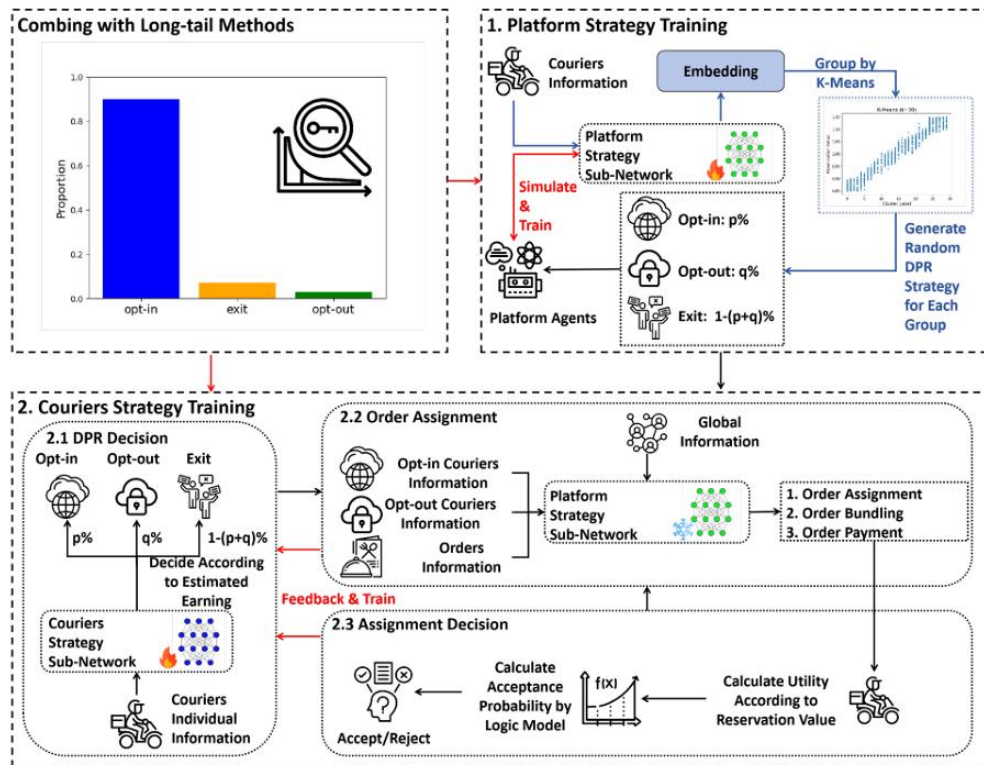 Combing with Long-tail Methods
1.0
0.8
0.6
0.4
0.2
0.0
Proportion
opt-in
exit
opt-out
1. Platform Strategy Training
Couriers
Information
Embedding
Group by
K-Means
Platform
Strategy
Sub-Network
Simulate
&
Train
Opt-in: p%
Opt-out: q%
Exit: 1-(p+q)%
Platform Agents
Cluster Label
Generate
Random
DPR
Strategy
for Each
Group
2. Couriers Strategy Training
2.1 DPR Decision
Opt-in
Opt-out
Exit
p%
q%
1-(p+q)%
Decide According
to Estimated
Earning
Couriers
Strategy
Sub-Network
Couriers
Individual
Information
Feedback & Train
2.2 Order Assignment
Global
Information
Opt-in Couriers
Information
Opt-out Couriers
Information
Orders
Information
Platform
Strategy
Sub-Network
1. Order Assignment
2. Order Bundling
3. Order Payment
2.3 Assignment Decision
Accept/Reject
Calculate
Acceptance
Probability by
Logic Model
f(X)
Calculate Utility
According to
Reservation Value